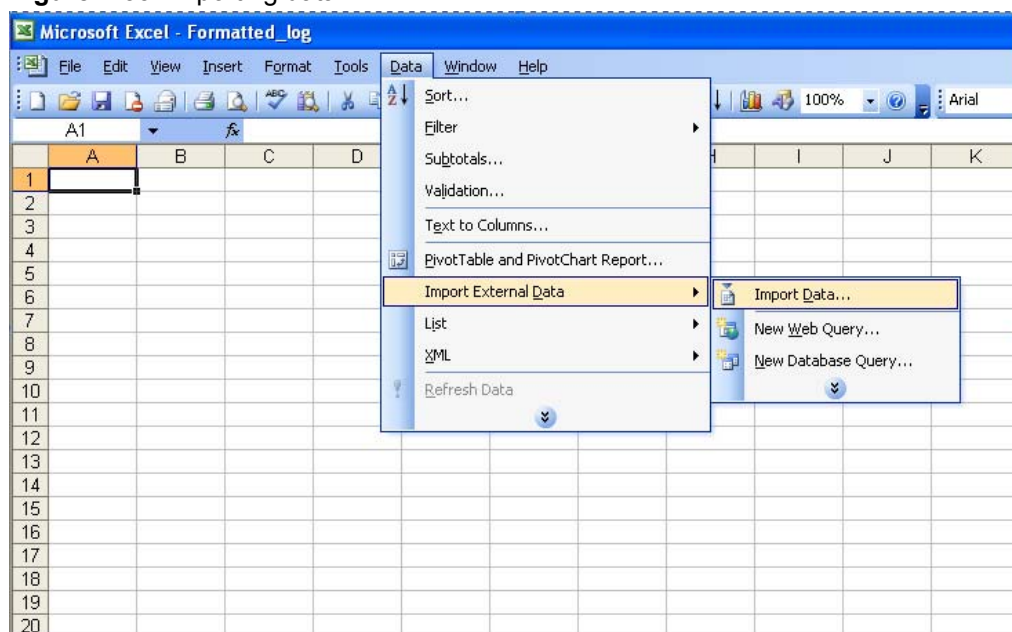 Microsoft Excel - Formatted_log
File Edit View Insert Format Tools Data Window Help
100% Arial
A1 fx
A B C D H I J K
Sort...
Filter
Subtotals...
Validation...
Text to Columns...
PivotTable and PivotChart Report...
Import External Data
List
XML
Refresh Data
Import Data...
New Web Query...
New Database Query...
1
2
3
4
5
6
7
8
9
10
11
12
13
14
15
16
17
18
19
20